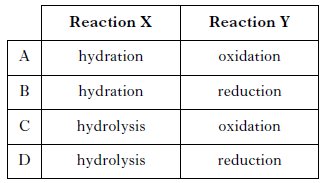 Reaction X Reaction Y
A hydration oxidation
B hydration reduction
C hydrolysis oxidation
D hydrolysis reduction